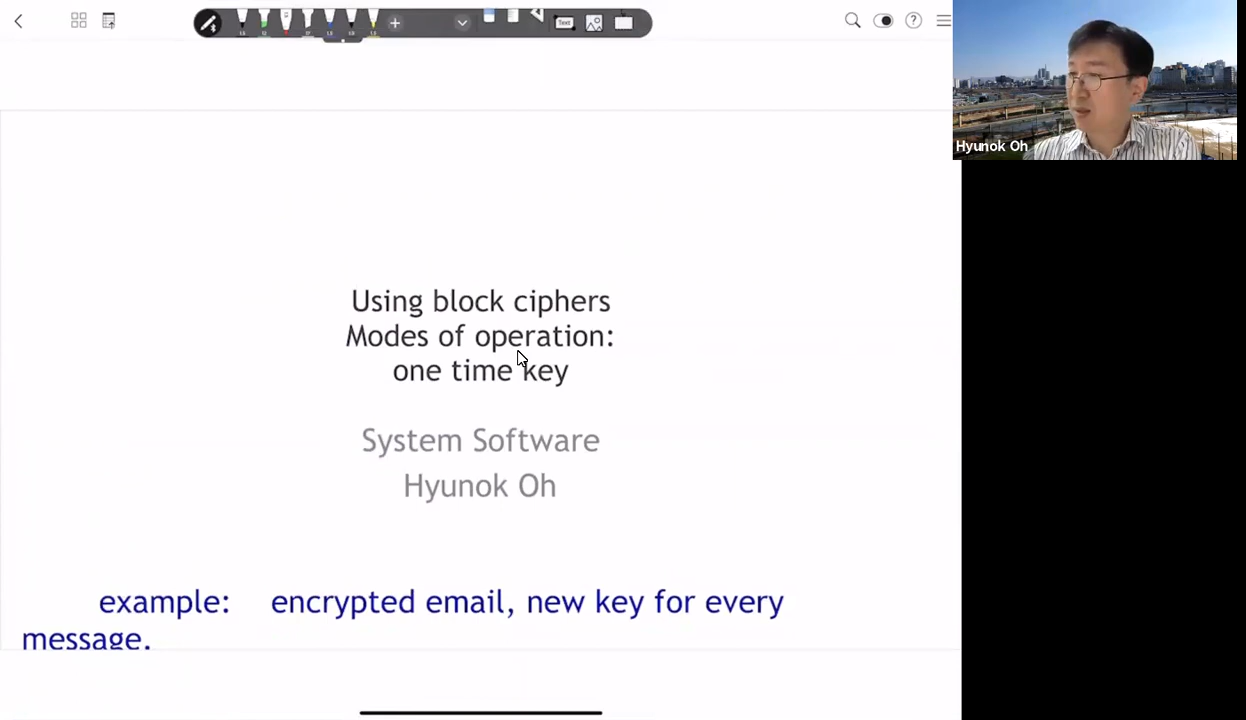 Text
Hyunok Oh
Using block ciphers
Modes of operation:
one time key
System Software
Hyunok Oh
example: encrypted email, new key for every
message.